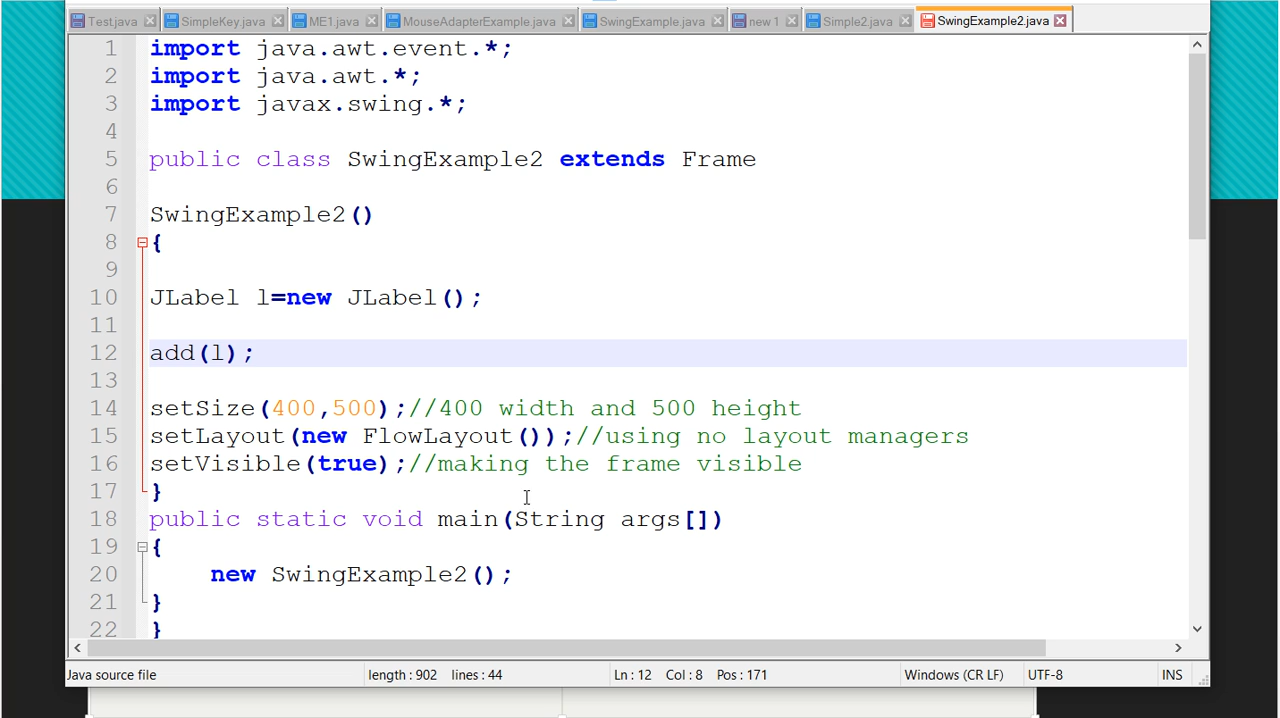 Test.java SimpleKey.java ME1.java MouseAdapterExample.java SwingExample.java new 1 Simple2.java SwingExample2.java
1 import java.awt.event.*;
2 import java.awt.*;
3 import javax.swing.*;
4
5 public class SwingExample2 extends Frame
6
7 SwingExample2()
8 {
9
10 JLabel l=new JLabel();
11
12 add(l);
13
14 setSize(400,500);//400 width and 500 height
15 setLayout(new FlowLayout());//using no layout managers
16 setVisible(true);//making the frame visible
17 }
18 public static void main(String args[])
19 {
20 new SwingExample2();
21 }
22 }
Java source file length : 902 lines : 44 Ln : 12 Col : 8 Pos : 171 Windows (CR LF) UTF-8 INS